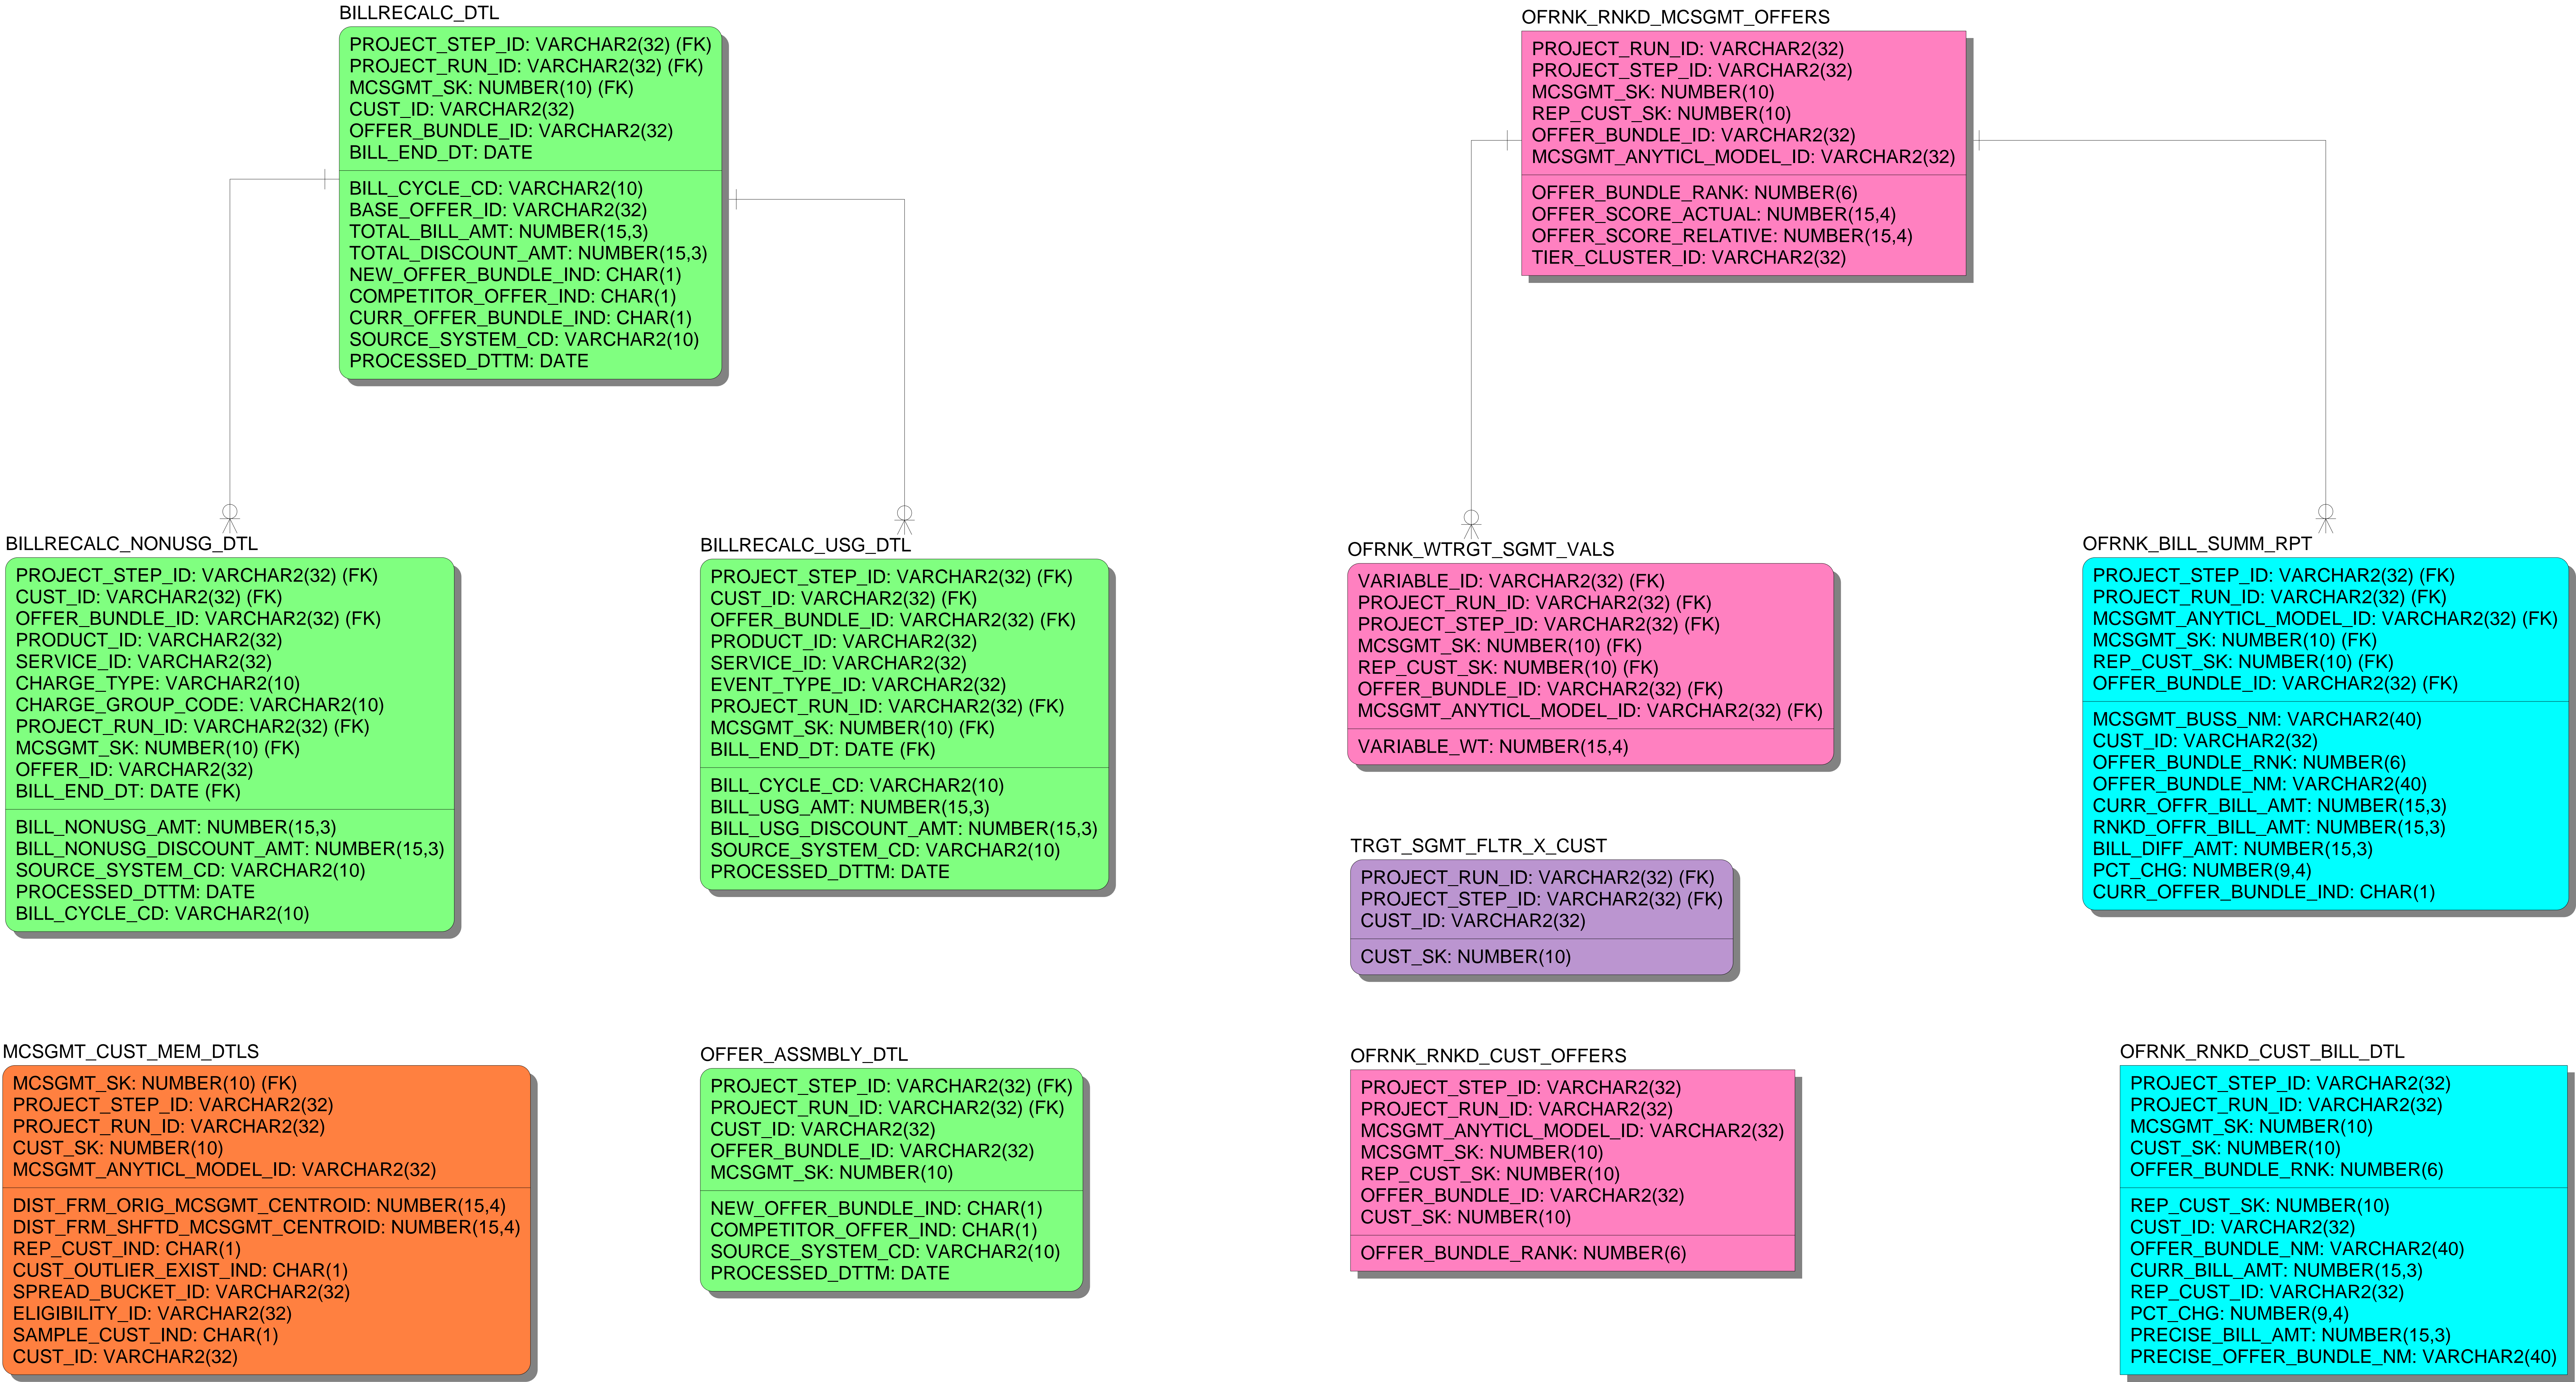 BILLRECALC_DTL
PROJECT_STEP_ID: VARCHAR2(32) (FK)
PROJECT_RUN_ID: VARCHAR2(32) (FK)
MCSGMT_SK: NUMBER(10) (FK)
CUST_ID: VARCHAR2(32)
OFFER_BUNDLE_ID: VARCHAR2(32)
BILL_END_DT: DATE
BILL_CYCLE_CD: VARCHAR2(10)
BASE_OFFER_ID: VARCHAR2(32)
TOTAL_BILL_AMT: NUMBER(15,3)
TOTAL_DISCOUNT_AMT: NUMBER(15,3)
NEW_OFFER_BUNDLE_IND: CHAR(1)
COMPETITOR_OFFER_IND: CHAR(1)
CURR_OFFER_BUNDLE_IND: CHAR(1)
SOURCE_SYSTEM_CD: VARCHAR2(10)
PROCESSED_DTTM: DATE
OFRNK_RNKD_MCSGMT_OFFERS
PROJECT_RUN_ID: VARCHAR2(32)
PROJECT_STEP_ID: VARCHAR2(32)
MCSGMT_SK: NUMBER(10)
REP_CUST_SK: NUMBER(10)
OFFER_BUNDLE_ID: VARCHAR2(32)
MCSGMT_ANYTICL_MODEL_ID: VARCHAR2(32)
OFFER_BUNDLE_RANK: NUMBER(6)
OFFER_SCORE_ACTUAL: NUMBER(15,4)
OFFER_SCORE_RELATIVE: NUMBER(15,4)
TIER_CLUSTER_ID: VARCHAR2(32)
BILLRECALC_NONUSG_DTL
PROJECT_STEP_ID: VARCHAR2(32) (FK)
CUST_ID: VARCHAR2(32) (FK)
OFFER_BUNDLE_ID: VARCHAR2(32) (FK)
PRODUCT_ID: VARCHAR2(32)
SERVICE_ID: VARCHAR2(32)
CHARGE_TYPE: VARCHAR2(10)
CHARGE_GROUP_CODE: VARCHAR2(10)
PROJECT_RUN_ID: VARCHAR2(32) (FK)
MCSGMT_SK: NUMBER(10) (FK)
OFFER_ID: VARCHAR2(32)
BILL_END_DT: DATE (FK)
BILL_NONUSG_AMT: NUMBER(15,3)
BILL_NONUSG_DISCOUNT_AMT: NUMBER(15,3)
SOURCE_SYSTEM_CD: VARCHAR2(10)
PROCESSED_DTTM: DATE
BILL_CYCLE_CD: VARCHAR2(10)
BILLRECALC_USG_DTL
PROJECT_STEP_ID: VARCHAR2(32) (FK)
CUST_ID: VARCHAR2(32) (FK)
OFFER_BUNDLE_ID: VARCHAR2(32) (FK)
PRODUCT_ID: VARCHAR2(32)
SERVICE_ID: VARCHAR2(32)
EVENT_TYPE_ID: VARCHAR2(32)
PROJECT_RUN_ID: VARCHAR2(32) (FK)
MCSGMT_SK: NUMBER(10) (FK)
BILL_END_DT: DATE (FK)
BILL_CYCLE_CD: VARCHAR2(10)
BILL_USG_AMT: NUMBER(15,3)
BILL_USG_DISCOUNT_AMT: NUMBER(15,3)
SOURCE_SYSTEM_CD: VARCHAR2(10)
PROCESSED_DTTM: DATE
OFRNK_WTRGT_SGMT_VALS
VARIABLE_ID: VARCHAR2(32) (FK)
PROJECT_RUN_ID: VARCHAR2(32) (FK)
PROJECT_STEP_ID: VARCHAR2(32) (FK)
MCSGMT_SK: NUMBER(10) (FK)
REP_CUST_SK: NUMBER(10) (FK)
OFFER_BUNDLE_ID: VARCHAR2(32) (FK)
MCSGMT_ANYTICL_MODEL_ID: VARCHAR2(32) (FK)
VARIABLE_WT: NUMBER(15,4)
OFRNK_BILL_SUMM_RPT
PROJECT_STEP_ID: VARCHAR2(32) (FK)
PROJECT_RUN_ID: VARCHAR2(32) (FK)
MCSGMT_ANYTICL_MODEL_ID: VARCHAR2(32) (FK)
MCSGMT_SK: NUMBER(10) (FK)
REP_CUST_SK: NUMBER(10) (FK)
OFFER_BUNDLE_ID: VARCHAR2(32) (FK)
MCSGMT_BUSS_NM: VARCHAR2(40)
CUST_ID: VARCHAR2(32)
OFFER_BUNDLE_RNK: NUMBER(6)
OFFER_BUNDLE_NM: VARCHAR2(40)
CURR_OFFR_BILL_AMT: NUMBER(15,3)
RNKD_OFFR_BILL_AMT: NUMBER(15,3)
BILL_DIFF_AMT: NUMBER(15,3)
PCT_CHG: NUMBER(9,4)
CURR_OFFER_BUNDLE_IND: CHAR(1)
TRGT_SGMT_FLTR_X_CUST
PROJECT_RUN_ID: VARCHAR2(32) (FK)
PROJECT_STEP_ID: VARCHAR2(32) (FK)
CUST_ID: VARCHAR2(32)
CUST_SK: NUMBER(10)
MCSGMT_CUST_MEM_DTLS
MCSGMT_SK: NUMBER(10) (FK)
PROJECT_STEP_ID: VARCHAR2(32)
PROJECT_RUN_ID: VARCHAR2(32)
CUST_SK: NUMBER(10)
MCSGMT_ANYTICL_MODEL_ID: VARCHAR2(32)
DIST_FRM_ORIG_MCSGMT_CENTROID: NUMBER(15,4)
DIST_FRM_SHFTD_MCSGMT_CENTROID: NUMBER(15,4)
REP_CUST_IND: CHAR(1)
CUST_OUTLIER_EXIST_IND: CHAR(1)
SPREAD_BUCKET_ID: VARCHAR2(32)
ELIGIBILITY_ID: VARCHAR2(32)
SAMPLE_CUST_IND: CHAR(1)
CUST_ID: VARCHAR2(32)
OFFER_ASSMBLY_DTL
PROJECT_STEP_ID: VARCHAR2(32) (FK)
PROJECT_RUN_ID: VARCHAR2(32) (FK)
CUST_ID: VARCHAR2(32)
OFFER_BUNDLE_ID: VARCHAR2(32)
MCSGMT_SK: NUMBER(10)
NEW_OFFER_BUNDLE_IND: CHAR(1)
COMPETITOR_OFFER_IND: CHAR(1)
SOURCE_SYSTEM_CD: VARCHAR2(10)
PROCESSED_DTTM: DATE
OFRNK_RNKD_CUST_OFFERS
PROJECT_STEP_ID: VARCHAR2(32)
PROJECT_RUN_ID: VARCHAR2(32)
MCSGMT_ANYTICL_MODEL_ID: VARCHAR2(32)
MCSGMT_SK: NUMBER(10)
REP_CUST_SK: NUMBER(10)
OFFER_BUNDLE_ID: VARCHAR2(32)
CUST_SK: NUMBER(10)
OFFER_BUNDLE_RANK: NUMBER(6)
OFRNK_RNKD_CUST_BILL_DTL
PROJECT_STEP_ID: VARCHAR2(32)
PROJECT_RUN_ID: VARCHAR2(32)
MCSGMT_SK: NUMBER(10)
CUST_SK: NUMBER(10)
OFFER_BUNDLE_RNK: NUMBER(6)
REP_CUST_SK: NUMBER(10)
CUST_ID: VARCHAR2(32)
OFFER_BUNDLE_NM: VARCHAR2(40)
CURR_BILL_AMT: NUMBER(15,3)
REP_CUST_ID: VARCHAR2(32)
PCT_CHG: NUMBER(9,4)
PRECISE_BILL_AMT: NUMBER(15,3)
PRECISE_OFFER_BUNDLE_NM: VARCHAR2(40)